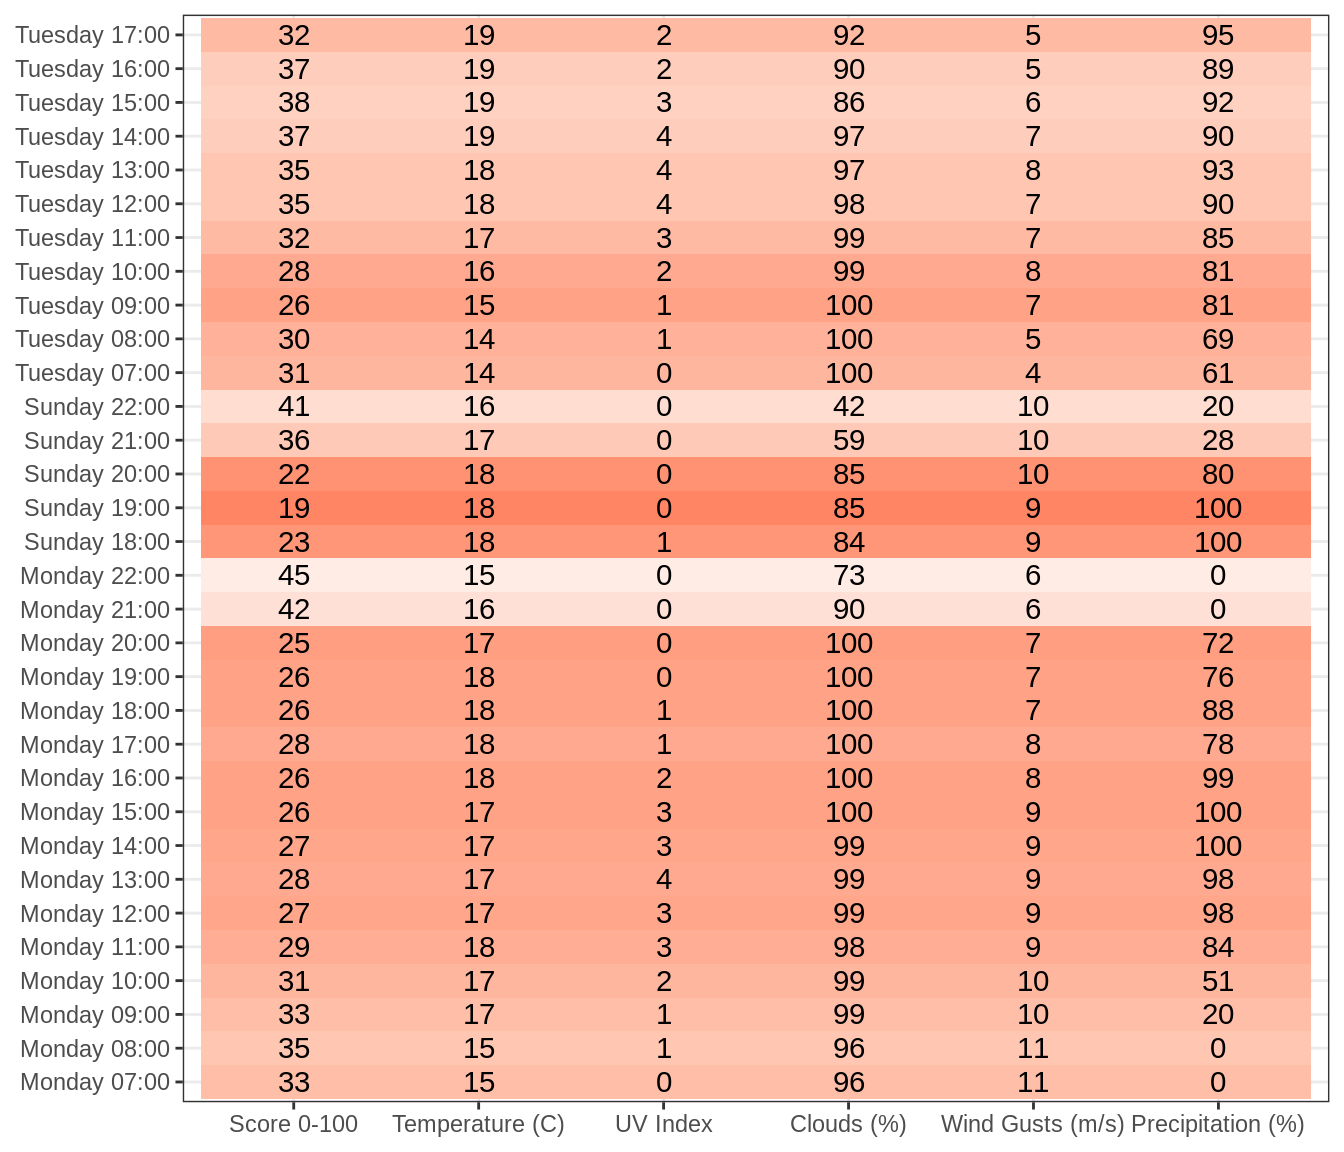 Tuesday 17:00 32 19 2 92 5 95
Tuesday 16:00 37 19 2 90 5 89
Tuesday 15:00 38 19 3 86 6 92
Tuesday 14:00 37 19 4 97 7 90
Tuesday 13:00 35 18 4 97 8 93
Tuesday 12:00 35 18 4 98 7 90
Tuesday 11:00 32 17 3 99 7 85
Tuesday 10:00 28 16 2 99 8 81
Tuesday 09:00 26 15 1 100 7 81
Tuesday 08:00 30 14 1 100 5 69
Tuesday 07:00 31 14 0 100 4 61
Sunday 22:00 41 16 0 42 10 20
Sunday 21:00 36 17 0 59 10 28
Sunday 20:00 22 18 0 85 10 80
Sunday 19:00 19 18 0 85 9 100
Sunday 18:00 23 18 1 84 9 100
Monday 22:00 45 15 0 73 6 0
Monday 21:00 42 16 0 90 6 0
Monday 20:00 25 17 0 100 7 72
Monday 19:00 26 18 0 100 7 76
Monday 18:00 26 18 1 100 7 88
Monday 17:00 28 18 1 100 8 78
Monday 16:00 26 18 2 100 8 99
Monday 15:00 26 17 3 100 9 100
Monday 14:00 27 17 3 99 9 100
Monday 13:00 28 17 4 99 9 98
Monday 12:00 27 17 3 99 9 98
Monday 11:00 29 18 3 98 9 84
Monday 10:00 31 17 2 99 10 51
Monday 09:00 33 17 1 99 10 20
Monday 08:00 35 15 1 96 11 0
Monday 07:00 33 15 0 96 11 0
Score 0-100 Temperature (C) UV Index Clouds (%) Wind Gusts (m/s) Precipitation (%)